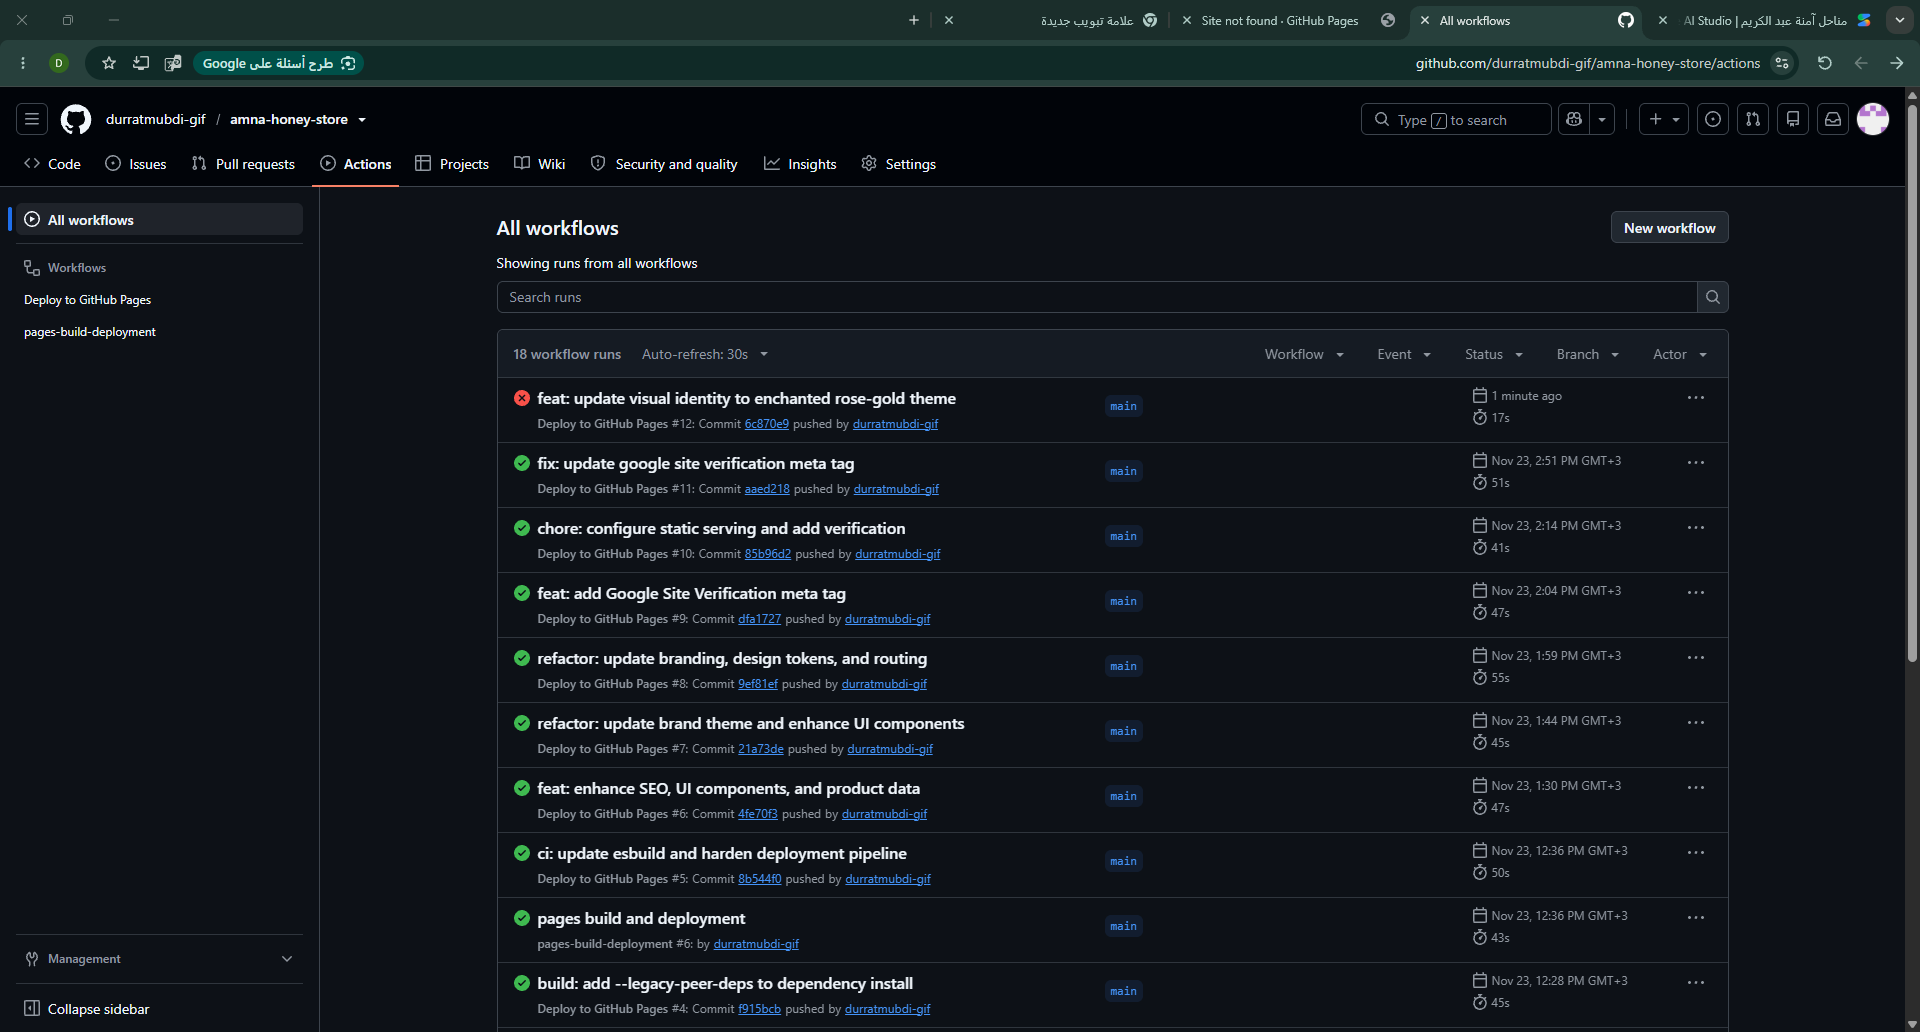 علامة تبويب جديدة
Site not found · GitHub Pages
All workflows
مناحل آمنة عبد الكريم | AI Studio
D
طرح أسئلة على Google
github.com/durratmubdi-gif/amna-honey-store/actions
durratmubdi-gif / amna-honey-store
Type / to search
Code
Issues
Pull requests
Actions
Projects
Wiki
Security and quality
Insights
Settings
All workflows
Workflows
Deploy to GitHub Pages
pages-build-deployment
Management
Collapse sidebar
All workflows
New workflow
Showing runs from all workflows
Search runs
18 workflow runs
Auto-refresh: 30s
Workflow
Event
Status
Branch
Actor
feat: update visual identity to enchanted rose-gold theme
Deploy to GitHub Pages #12: Commit 6c870e9 pushed by durratmubdi-gif
main
1 minute ago
17s
fix: update google site verification meta tag
Deploy to GitHub Pages #11: Commit aaed218 pushed by durratmubdi-gif
main
Nov 23, 2:51 PM GMT+3
51s
chore: configure static serving and add verification
Deploy to GitHub Pages #10: Commit 85b96d2 pushed by durratmubdi-gif
main
Nov 23, 2:14 PM GMT+3
41s
feat: add Google Site Verification meta tag
Deploy to GitHub Pages #9: Commit dfa1727 pushed by durratmubdi-gif
main
Nov 23, 2:04 PM GMT+3
47s
refactor: update branding, design tokens, and routing
Deploy to GitHub Pages #8: Commit 9ef81ef pushed by durratmubdi-gif
main
Nov 23, 1:59 PM GMT+3
55s
refactor: update brand theme and enhance UI components
Deploy to GitHub Pages #7: Commit 21a73de pushed by durratmubdi-gif
main
Nov 23, 1:44 PM GMT+3
45s
feat: enhance SEO, UI components, and product data
Deploy to GitHub Pages #6: Commit 4fe70f3 pushed by durratmubdi-gif
main
Nov 23, 1:30 PM GMT+3
47s
ci: update esbuild and harden deployment pipeline
Deploy to GitHub Pages #5: Commit 8b544f0 pushed by durratmubdi-gif
main
Nov 23, 12:36 PM GMT+3
50s
pages build and deployment
pages-build-deployment #6: by durratmubdi-gif
main
Nov 23, 12:36 PM GMT+3
43s
build: add --legacy-peer-deps to dependency install
Deploy to GitHub Pages #4: Commit f915bcb pushed by durratmubdi-gif
main
Nov 23, 12:28 PM GMT+3
45s